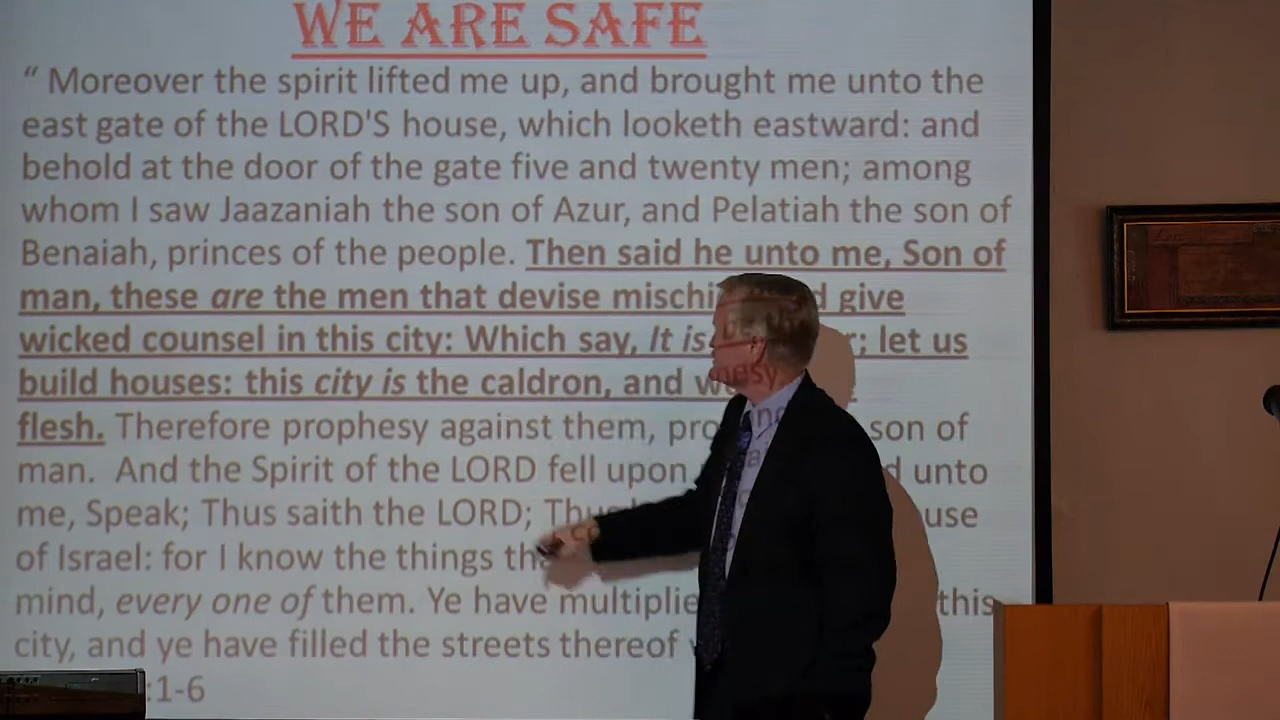 WE ARE SAFE
“ Moreover the spirit lifted me up, and brought me unto the
east gate of the LORD'S house, which looketh eastward: and
behold at the door of the gate five and twenty men; among
whom I saw Jaazaniah the son of Azur, and Pelatiah the son of
Benaiah, princes of the people. Then said he unto me, Son of
man, these are the men that devise give
wicked counsel in this city: Which say, It is let us
build houses: this city is the caldron, and
flesh. Therefore prophesy against them, son of
man. And the Spirit of the LORD fell upon unto
me, Speak; Thus saith the LORD;
of Israel: for I know the things
mind, every one of them. Ye have this
city, and ye have filled the streets thereof
:1-6